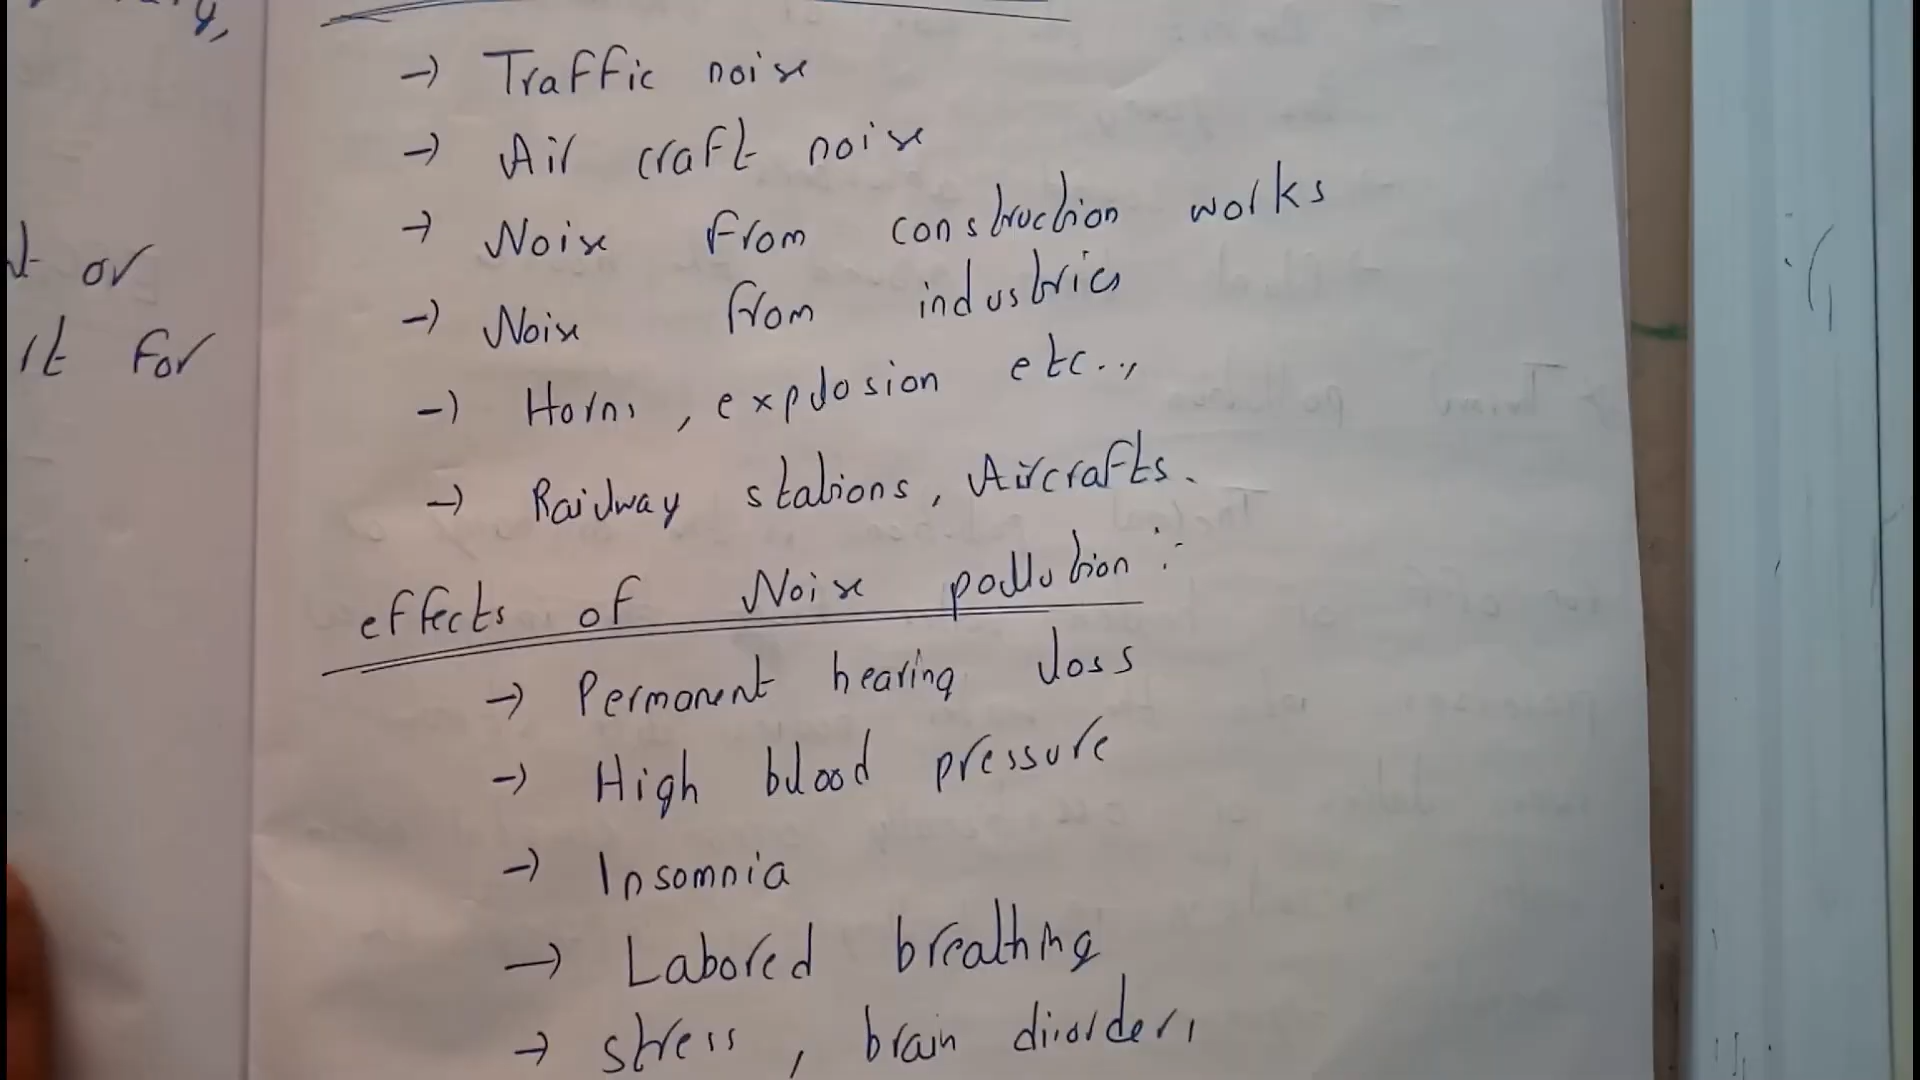 y,
or
it for
→ Traffic noise
→ Air craft noise
→ Noise from construction works
→ Noise from industries
→ Horns, explosion etc..,
→ Railway stations, Aircrafts.
effects of Noise pollution :-
→ Permanent hearing loss
→ High blood pressure
→ Insomnia
→ Labored breathing
→ stress, brain disorders